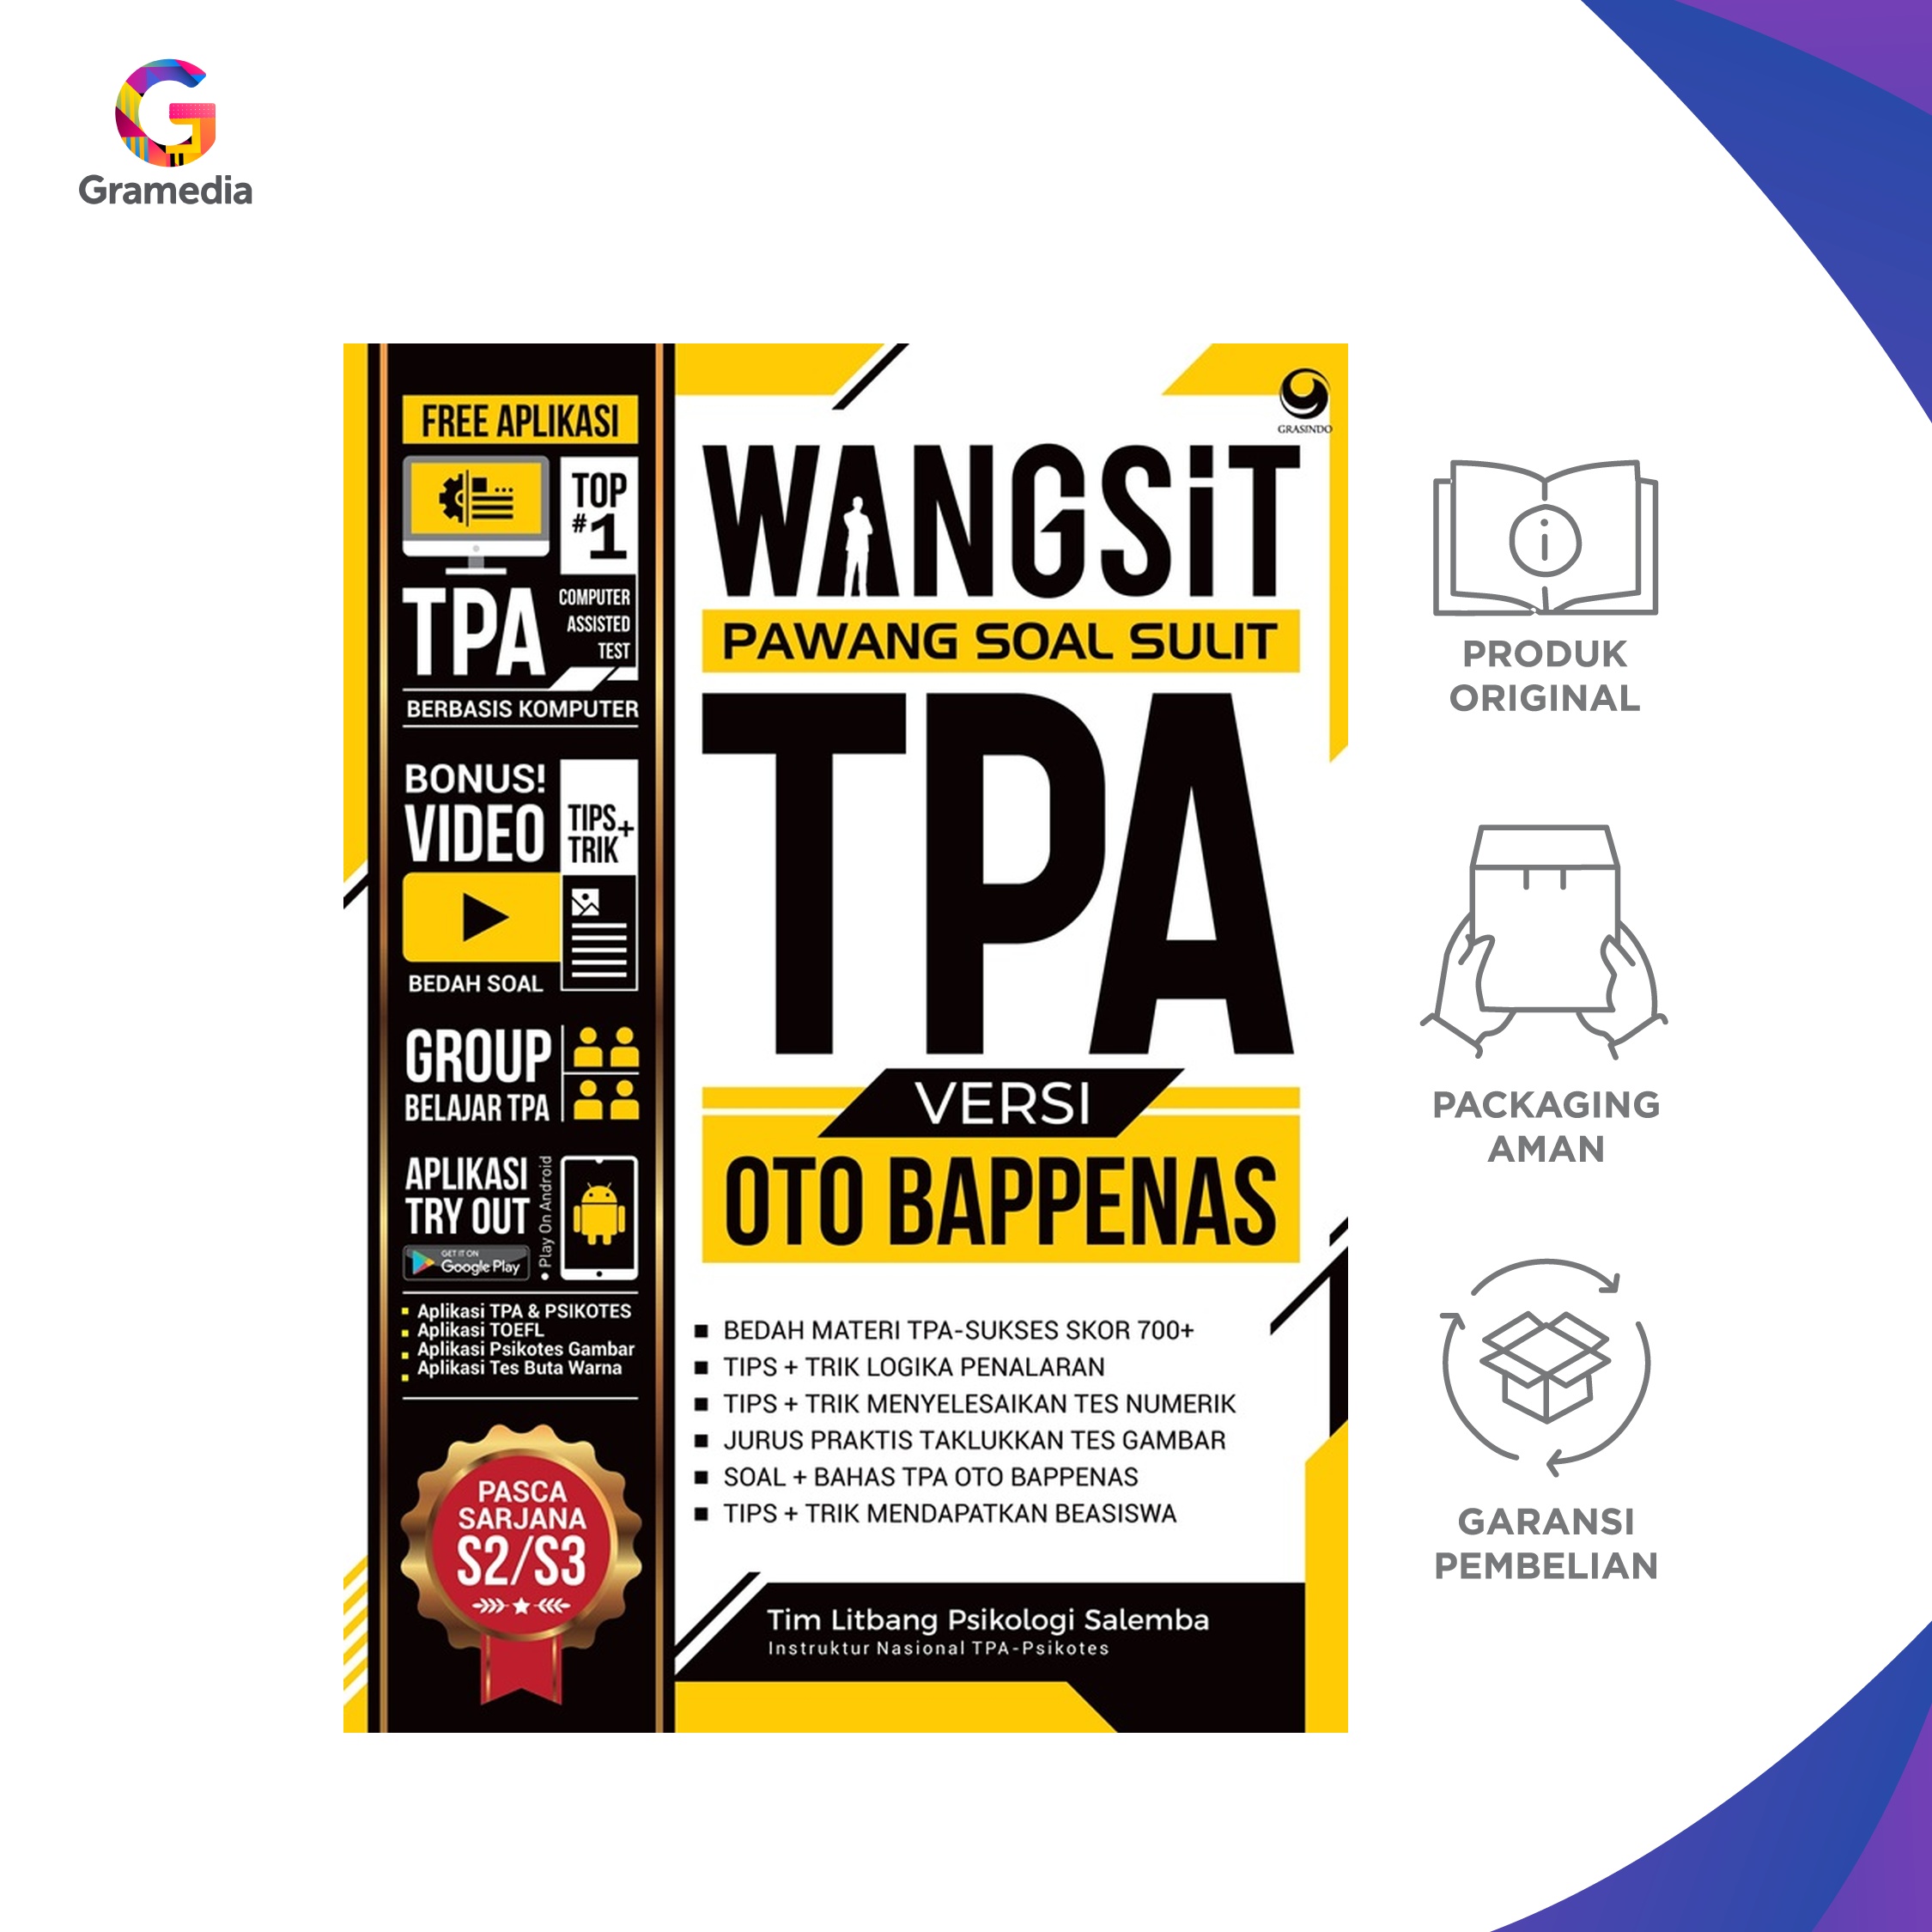 Gramedia
FREE APLIKASI
TOP
#1
TPA
COMPUTER
ASSISTED
TEST
BERBASIS KOMPUTER
BONUS!
VIDEO
TIPS+
TRIK
BEDAH SOAL
GROUP
BELAJAR TPA
APLIKASI
TRY OUT
• Play On Android
GET IT ON
Google Play
Aplikasi TPA & PSIKOTES
Aplikasi TOEFL
Aplikasi Psikotes Gambar
Aplikasi Tes Buta Warna
PASCA
SARJANA
S2/S3
GRASINDO
WANGSiT
PAWANG SOAL SULIT
TPA
VERSI
OTO BAPPENAS
■ BEDAH MATERI TPA-SUKSES SKOR 700+
■ TIPS + TRIK LOGIKA PENALARAN
■ TIPS + TRIK MENYELESAIKAN TES NUMERIK
■ JURUS PRAKTIS TAKLUKKAN TES GAMBAR
■ SOAL + BAHAS TPA OTO BAPPENAS
■ TIPS + TRIK MENDAPATKAN BEASISWA
Tim Litbang Psikologi Salemba
Instruktur Nasional TPA-Psikotes
PRODUK
ORIGINAL
PACKAGING
AMAN
GARANSI
PEMBELIAN